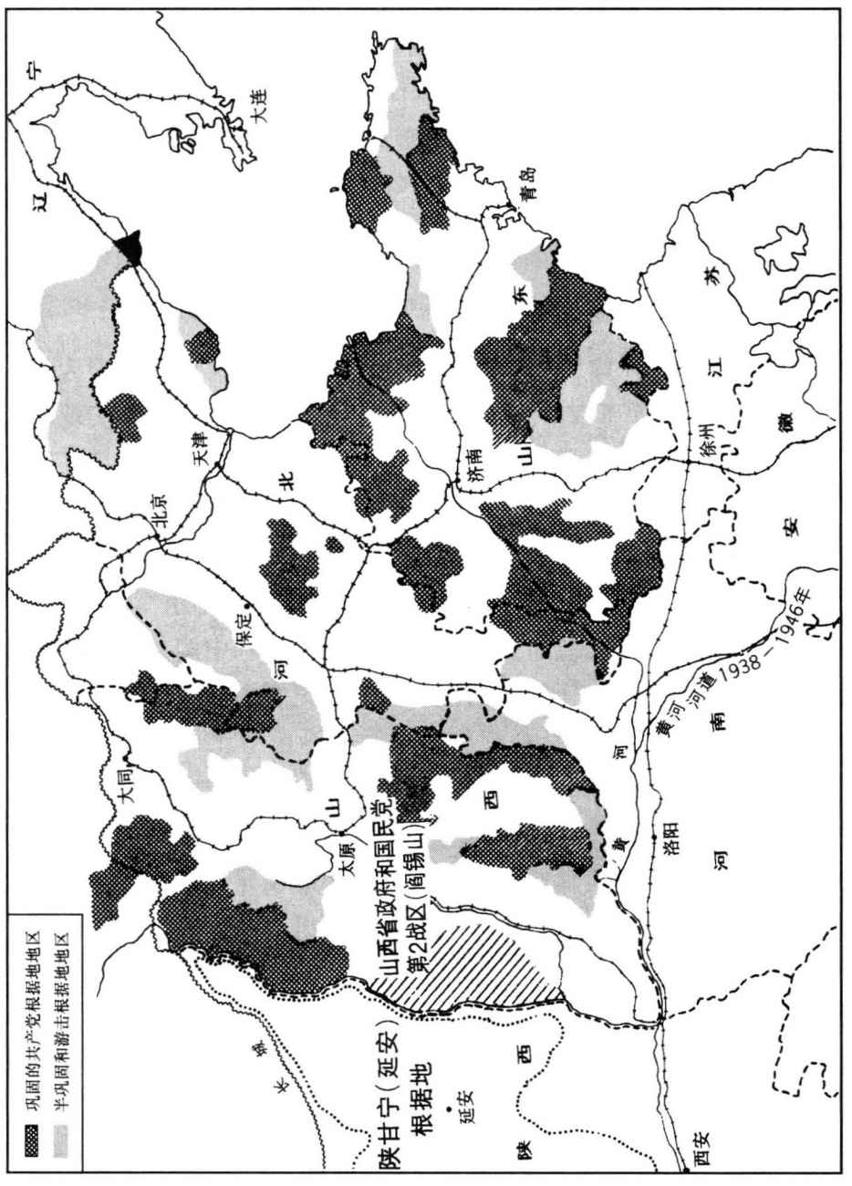 巩固的共产党根据地地区
半巩固和游击根据地地区
辽
宁
大连
北京
天津
保定
河
北
大同
长
城
太原
山
西
山西省政府和国民党
第2战区(阎锡山)
陕甘宁(延安)
根据地
延安
陕
西
西安
济南
山
东
青岛
徐州
江
苏
安
徽
黄
河
洛阳
河
南
黄河河道1938－1946年